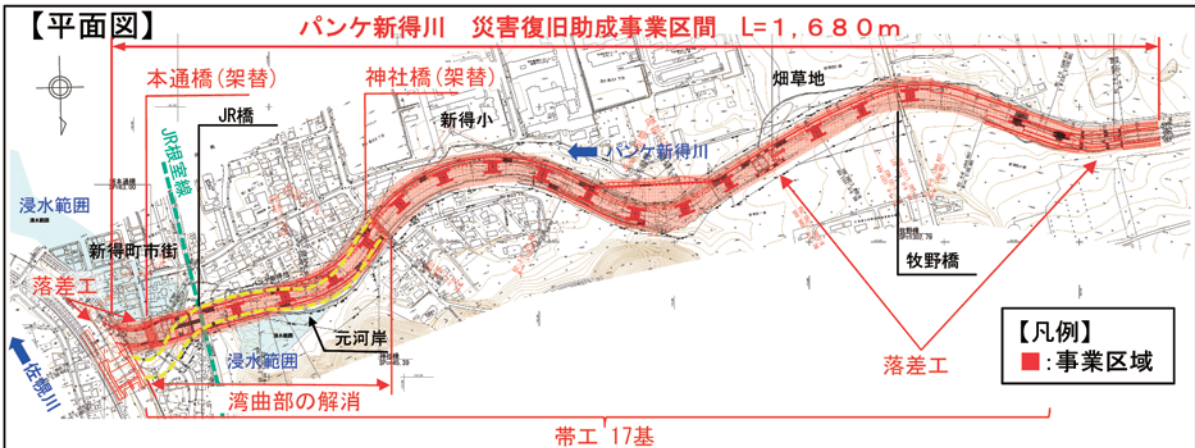 【平面図】
パンケ新得川 災害復旧助成事業区間 L=1,680m
本通橋(架替)
神社橋(架替)
JR橋
新得小
畑草地
JR根室線
パンケ新得川
浸水範囲
新得町市街
落差工
佐幌川
浸水範囲
元河岸
湾曲部の解消
牧野橋
落差工
【凡例】
■:事業区域
帯工 17基